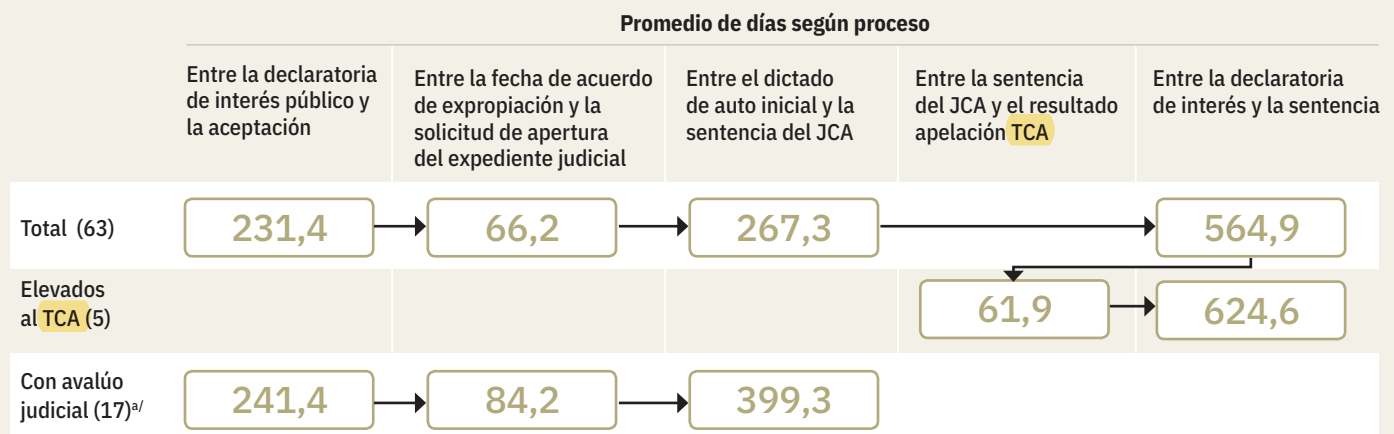 Promedio de días según proceso
Entre la declaratoria
de interés público y
la aceptación
Entre la fecha de acuerdo
de expropiación y la
solicitud de apertura
del expediente judicial
Entre el dictado
de auto inicial y la
sentencia del JCA
Entre la sentencia
del JCA y el resultado
apelación TCA
Entre la declaratoria
de interés y la sentencia
Total (63)
231,4
66,2
267,3
564,9
Elevados
al TCA (5)
61,9
624,6
Con avalúo
judicial (17)a/
241,4
84,2
399,3